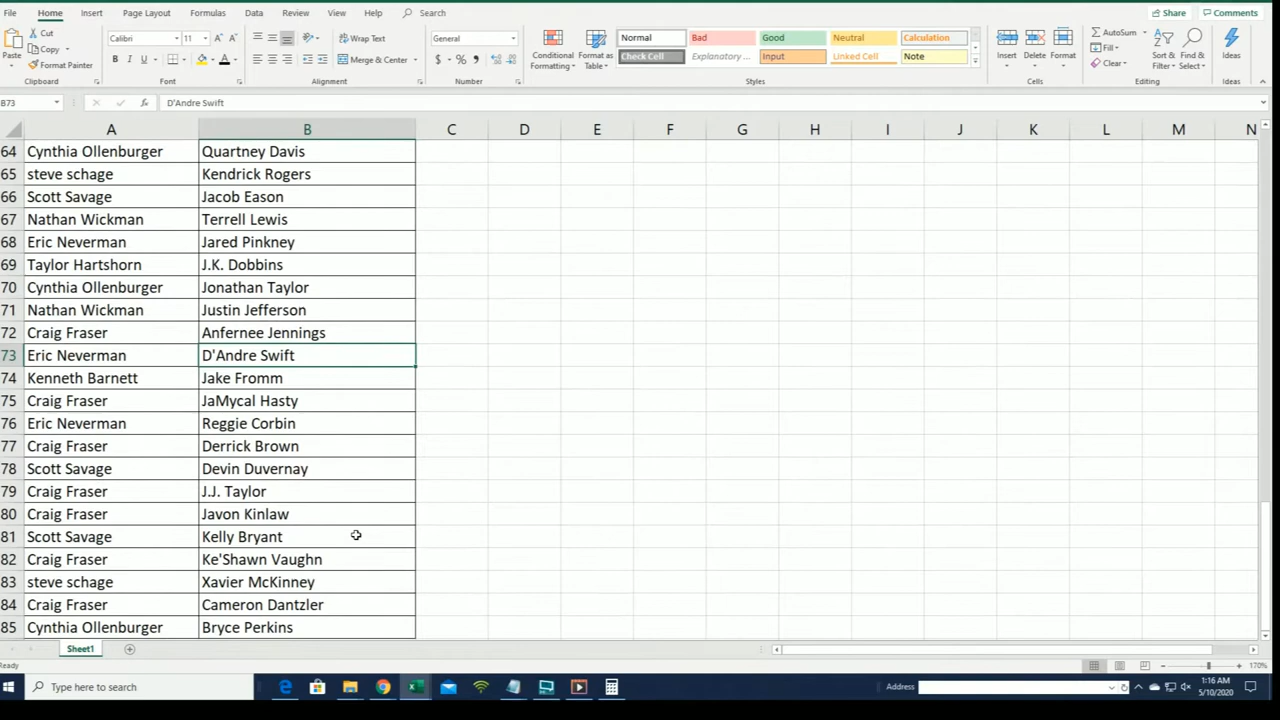 File Home Insert Page Layout Formulas Data Review View Help Search Share Comments
Cut Calibri 11 Wrap Text General Normal Bad Good Neutral Calculation AutoSum
Copy Fill
Paste Format Painter B I U A Merge & Center $ % Conditional Formatting Format as Table Check Cell Explanatory ... Input Linked Cell Note Insert Delete Format Clear Sort & Filter Find & Select Ideas
Clipboard Font Alignment Number Styles Cells Editing Ideas
B73 fx D'Andre Swift
A B C D E F G H I J K L M N
64 Cynthia Ollenburger Quartney Davis
65 steve schage Kendrick Rogers
66 Scott Savage Jacob Eason
67 Nathan Wickman Terrell Lewis
68 Eric Neverman Jared Pinkney
69 Taylor Hartshorn J.K. Dobbins
70 Cynthia Ollenburger Jonathan Taylor
71 Nathan Wickman Justin Jefferson
72 Craig Fraser Anfernee Jennings
73 Eric Neverman D'Andre Swift
74 Kenneth Barnett Jake Fromm
75 Craig Fraser JaMycal Hasty
76 Eric Neverman Reggie Corbin
77 Craig Fraser Derrick Brown
78 Scott Savage Devin Duvernay
79 Craig Fraser J.J. Taylor
80 Craig Fraser Javon Kinlaw
81 Scott Savage Kelly Bryant
82 Craig Fraser Ke'Shawn Vaughn
83 steve schage Xavier McKinney
84 Craig Fraser Cameron Dantzler
85 Cynthia Ollenburger Bryce Perkins
Sheet1
Ready 170%
Type here to search Address 1:16 AM
5/10/2020